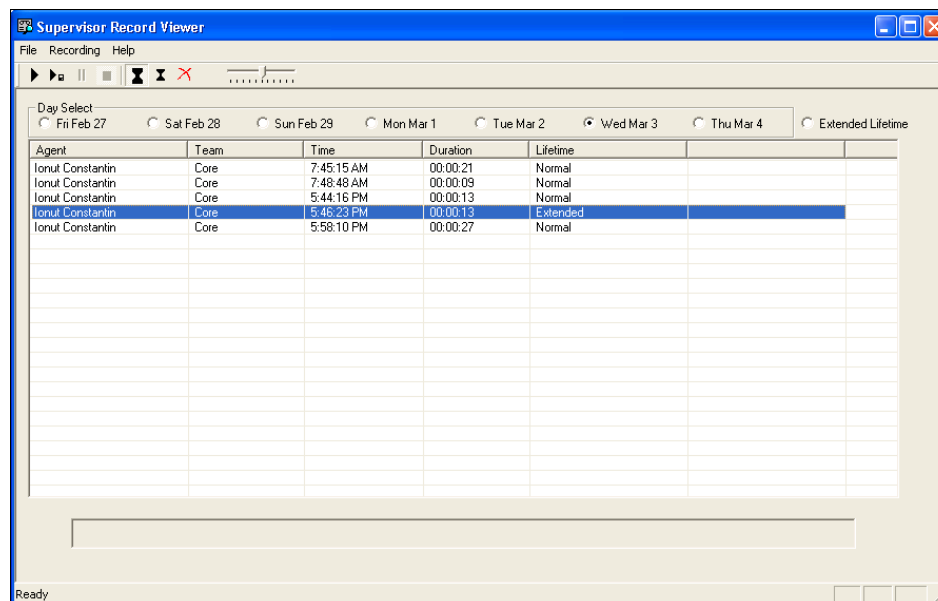 Supervisor Record Viewer
File Recording Help
Day Select
Fri Feb 27 Sat Feb 28 Sun Feb 29 Mon Mar 1 Tue Mar 2 Wed Mar 3 Thu Mar 4 Extended Lifetime
Agent Team Time Duration Lifetime
Ionut Constantin Core 7:45:15 AM 00:00:21 Normal
Ionut Constantin Core 7:48:48 AM 00:00:09 Normal
Ionut Constantin Core 5:44:16 PM 00:00:13 Normal
Ionut Constantin Core 5:46:23 PM 00:00:13 Extended
Ionut Constantin Core 5:58:10 PM 00:00:27 Normal
Ready